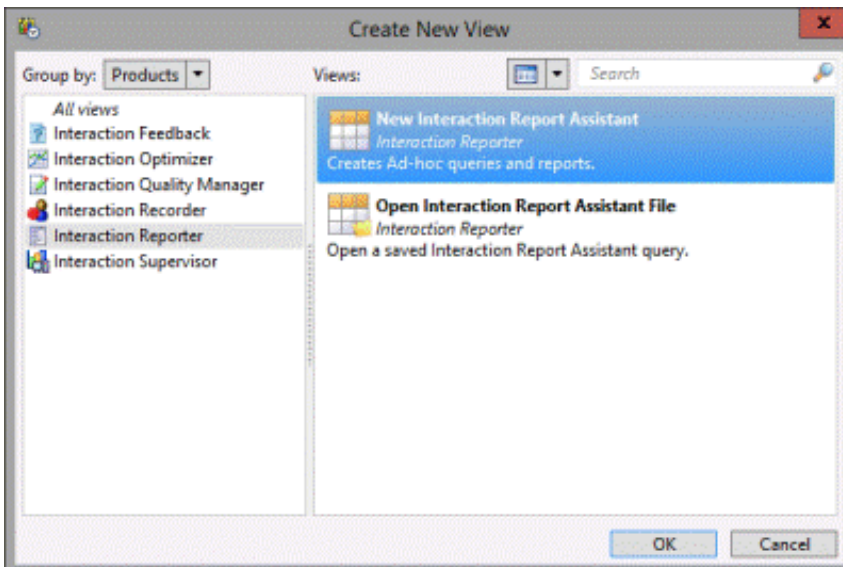 Create New View
x
Group by: Products
Views:
Search
All views
Interaction Feedback
Interaction Optimizer
Interaction Quality Manager
Interaction Recorder
Interaction Reporter
Interaction Supervisor
New Interaction Report Assistant
Interaction Reporter
Creates Ad-hoc queries and reports.
Open Interaction Report Assistant File
Interaction Reporter
Open a saved Interaction Report Assistant query.
OK
Cancel